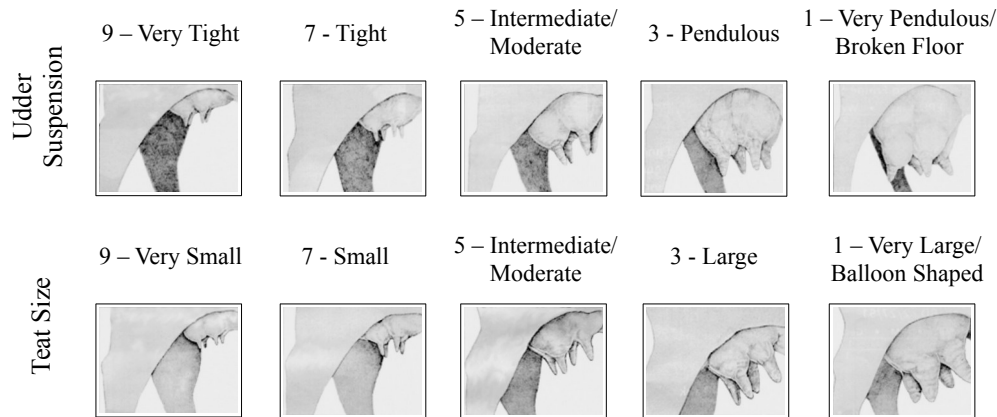 9 – Very Tight
7 - Tight
5 – Intermediate/
Moderate
3 - Pendulous
1 – Very Pendulous/
Broken Floor
Udder
Suspension
9 – Very Small
7 - Small
5 – Intermediate/
Moderate
3 - Large
1 – Very Large/
Balloon Shaped
Teat Size